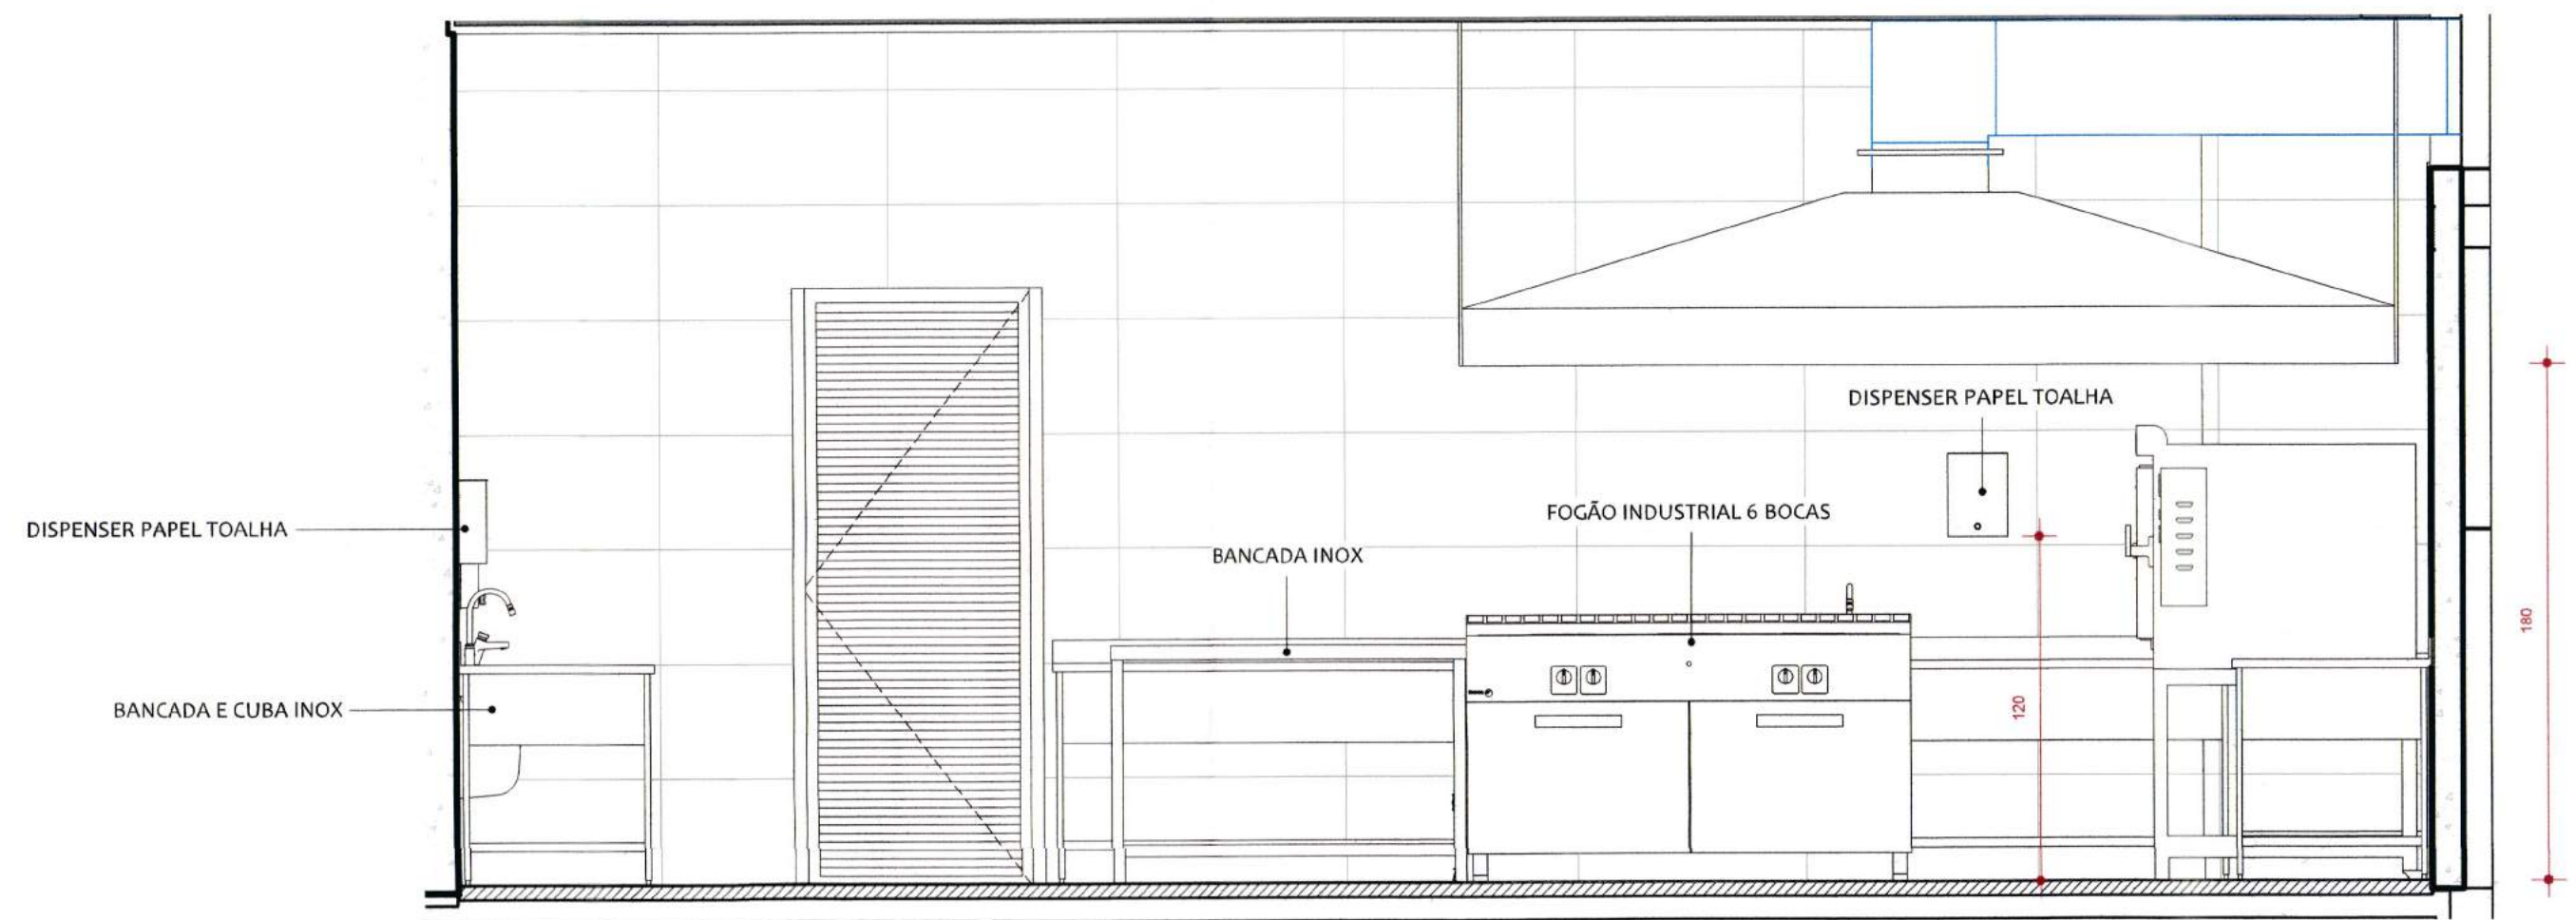 DISPENSER PAPEL TOALHA
FOGÃO INDUSTRIAL 6 BOCAS
DISPENSER PAPEL TOALHA
BANCADA INOX
180
120
BANCADA E CUBA INOX